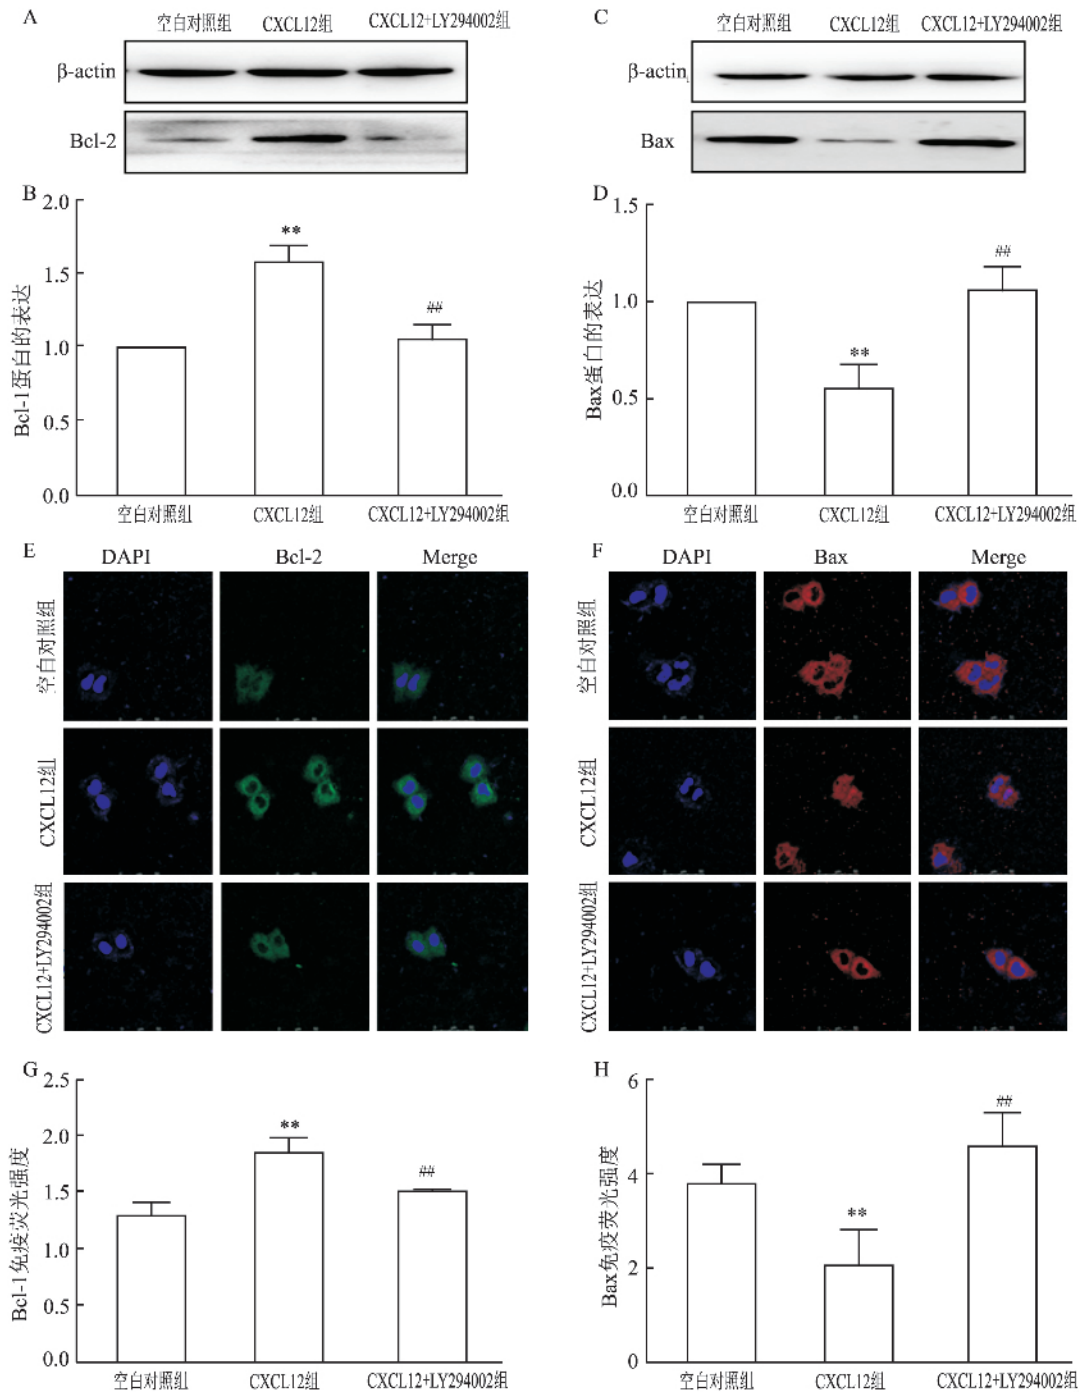 A
空白对照组 CXCL12组 CXCL12+LY294002组
β-actin
Bcl-2
C
空白对照组 CXCL12组 CXCL12+LY294002组
β-actin
Bax
B
Bcl-1蛋白的表达
2.0
1.5
1.0
0.5
0.0
**
##
空白对照组 CXCL12组 CXCL12+LY294002组
D
Bax蛋白的表达
1.5
1.0
0.5
0.0
**
##
空白对照组 CXCL12组 CXCL12+LY294002组
E
DAPI Bcl-2 Merge
空白对照组
CXCL12组
CXCL12+LY294002组
F
DAPI Bax Merge
空白对照组
CXCL12组
CXCL12+LY294002组
G
Bcl-1免疫荧光强度
2.5
2.0
1.5
1.0
0.5
0.0
**
##
空白对照组 CXCL12组 CXCL12+LY294002组
H
Bax免疫荧光强度
6
4
2
0
**
##
空白对照组 CXCL12组 CXCL12+LY294002组